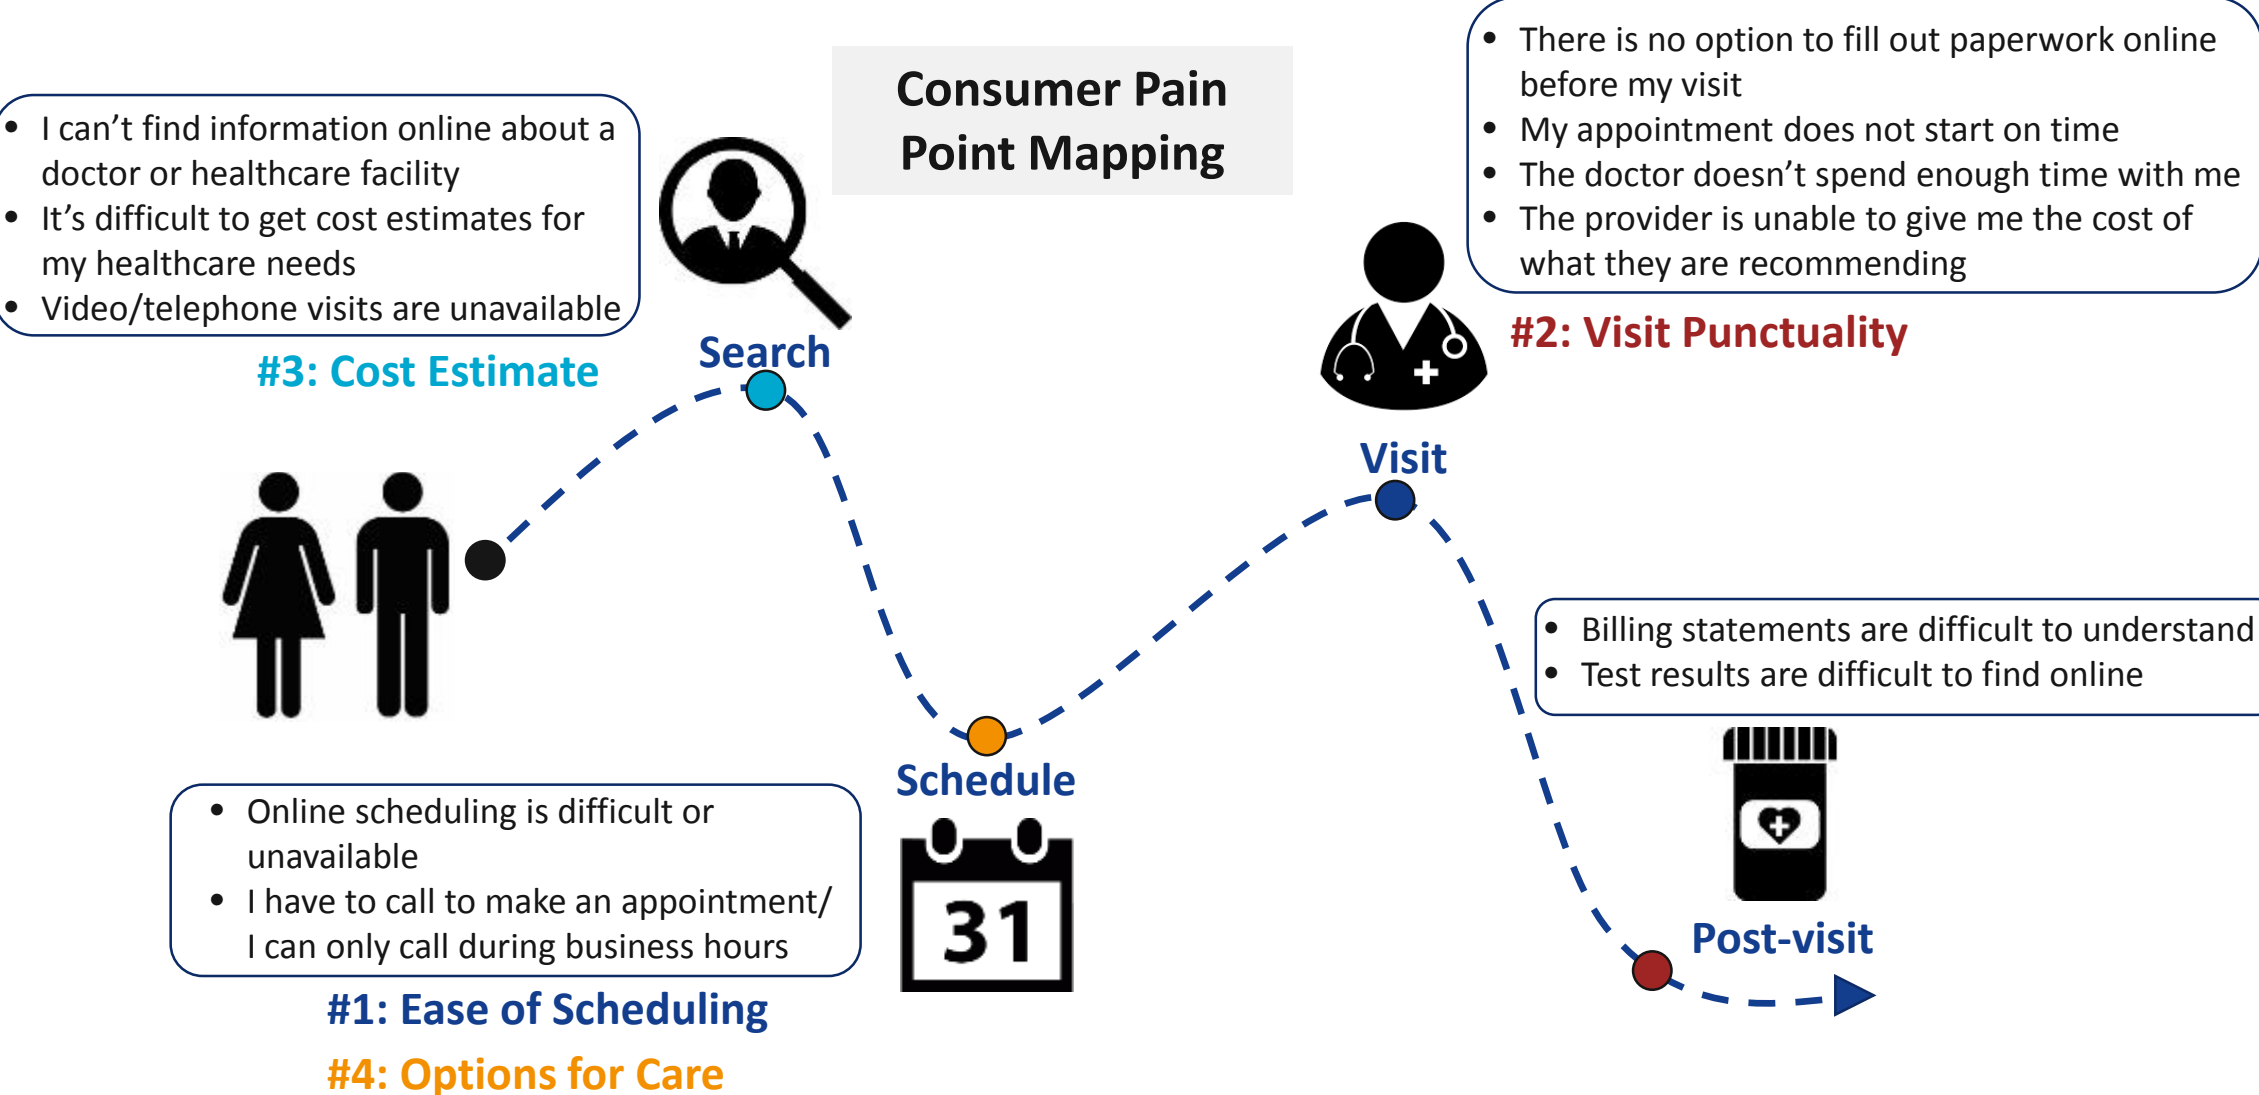 Consumer Pain
Point Mapping
• I can’t find information online about a
doctor or healthcare facility
• It’s difficult to get cost estimates for
my healthcare needs
• Video/telephone visits are unavailable
#3: Cost Estimate
Search
• There is no option to fill out paperwork online
before my visit
• My appointment does not start on time
• The doctor doesn’t spend enough time with me
• The provider is unable to give me the cost of
what they are recommending
#2: Visit Punctuality
Visit
Schedule
31
• Online scheduling is difficult or
unavailable
• I have to call to make an appointment/
I can only call during business hours
#1: Ease of Scheduling
#4: Options for Care
• Billing statements are difficult to understand
• Test results are difficult to find online
Post-visit